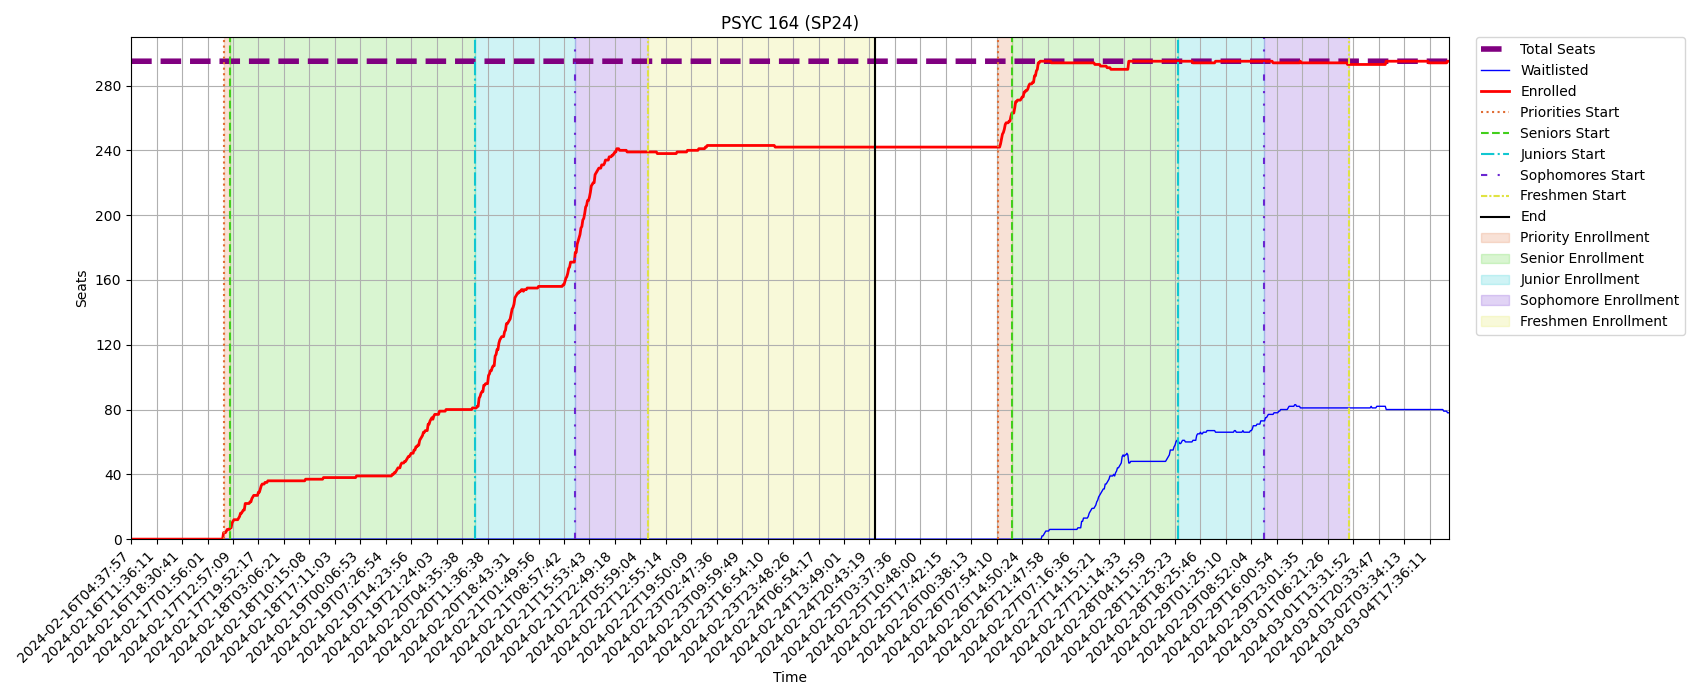 PSYC 164 (SP24)
Total Seats
Waitlisted
Enrolled
Priorities Start
Seniors Start
Juniors Start
Sophomores Start
Freshmen Start
End
Priority Enrollment
Senior Enrollment
Junior Enrollment
Sophomore Enrollment
Freshmen Enrollment
Seats
280
240
200
160
120
80
40
0
2024-02-16T04:37:57
2024-02-16T11:36:11
2024-02-16T18:30:41
2024-02-17T01:56:01
2024-02-17T12:57:09
2024-02-17T19:52:17
2024-02-18T03:06:21
2024-02-18T10:15:08
2024-02-18T17:11:03
2024-02-19T00:06:53
2024-02-19T07:26:54
2024-02-19T14:23:56
2024-02-19T21:24:03
2024-02-20T04:35:38
2024-02-20T11:36:38
2024-02-20T18:43:31
2024-02-21T01:49:56
2024-02-21T08:57:42
2024-02-21T15:53:43
2024-02-21T22:49:18
2024-02-22T05:59:04
2024-02-22T12:55:14
2024-02-22T19:50:09
2024-02-23T02:47:36
2024-02-23T09:59:49
2024-02-23T16:54:10
2024-02-23T23:48:26
2024-02-24T06:54:17
2024-02-24T13:49:01
2024-02-24T20:43:19
2024-02-25T03:37:36
2024-02-25T10:48:00
2024-02-25T17:42:15
2024-02-26T00:38:13
2024-02-26T07:54:10
2024-02-26T14:50:24
2024-02-26T21:47:58
2024-02-27T07:16:36
2024-02-27T14:15:21
2024-02-27T21:14:33
2024-02-28T04:15:59
2024-02-28T11:25:23
2024-02-28T18:25:46
2024-02-29T01:25:10
2024-02-29T08:52:04
2024-02-29T16:00:54
2024-02-29T23:01:35
2024-03-01T06:21:26
2024-03-01T13:31:52
2024-03-01T20:33:47
2024-03-02T03:34:13
2024-03-04T17:36:11
Time